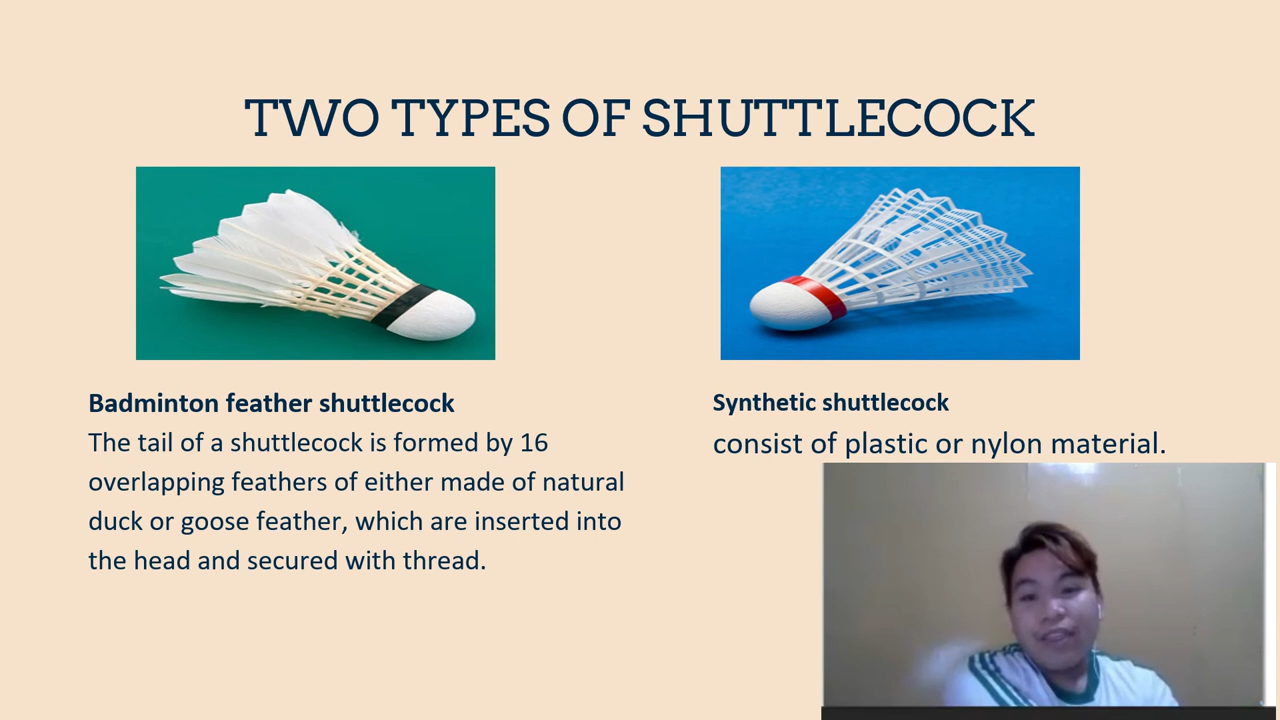 TWO TYPES OF SHUTTLECOCK
Badminton feather shuttlecock
The tail of a shuttlecock is formed by 16
overlapping feathers of either made of natural
duck or goose feather, which are inserted into
the head and secured with thread.
Synthetic shuttlecock
consist of plastic or nylon material.